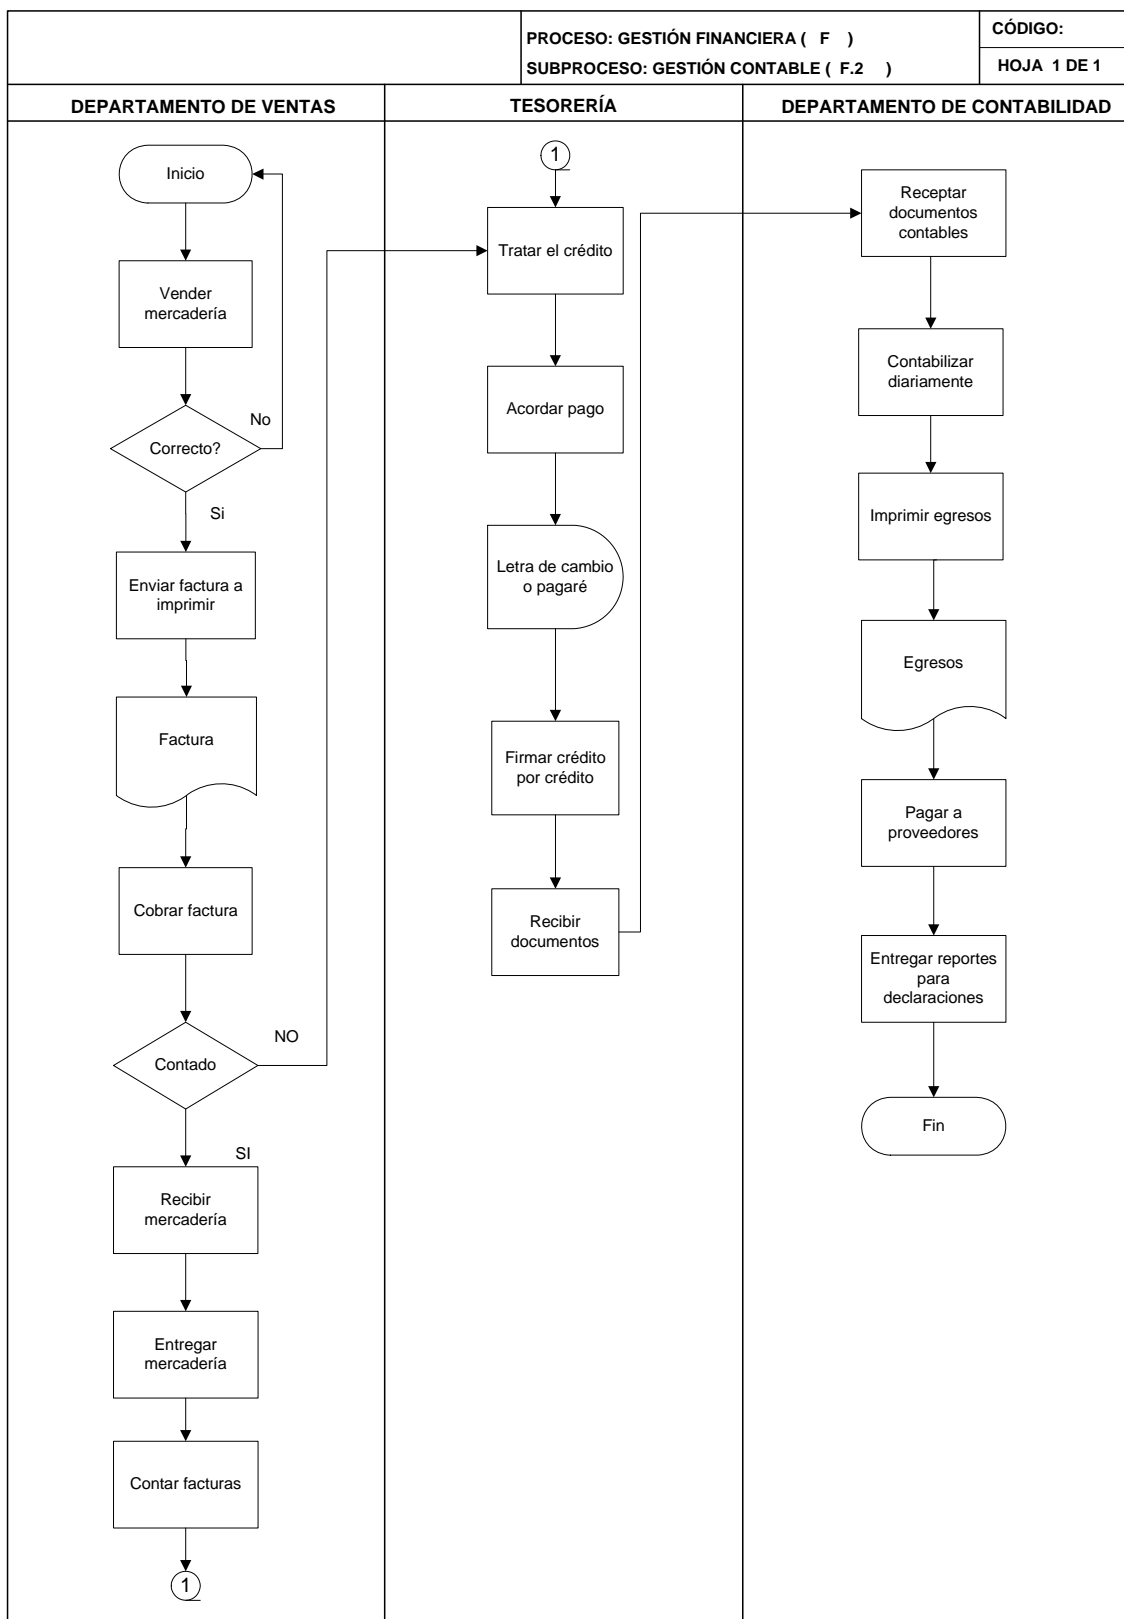 PROCESO: GESTIÓN FINANCIERA ( F )
SUBPROCESO: GESTIÓN CONTABLE ( F.2 )
CÓDIGO:
HOJA 1 DE 1
DEPARTAMENTO DE VENTAS
TESORERÍA
DEPARTAMENTO DE CONTABILIDAD
Inicio
Vender
mercadería
No
Correcto?
Si
Enviar factura a
imprimir
Factura
Cobrar factura
NO
Contado
SI
Recibir
mercadería
Entregar
mercadería
Contar facturas
1
1
Tratar el crédito
Acordar pago
Letra de cambio
o pagaré
Firmar crédito
por crédito
Recibir
documentos
Receptar
documentos
contables
Contabilizar
diariamente
Imprimir egresos
Egresos
Pagar a
proveedores
Entregar reportes
para
declaraciones
Fin